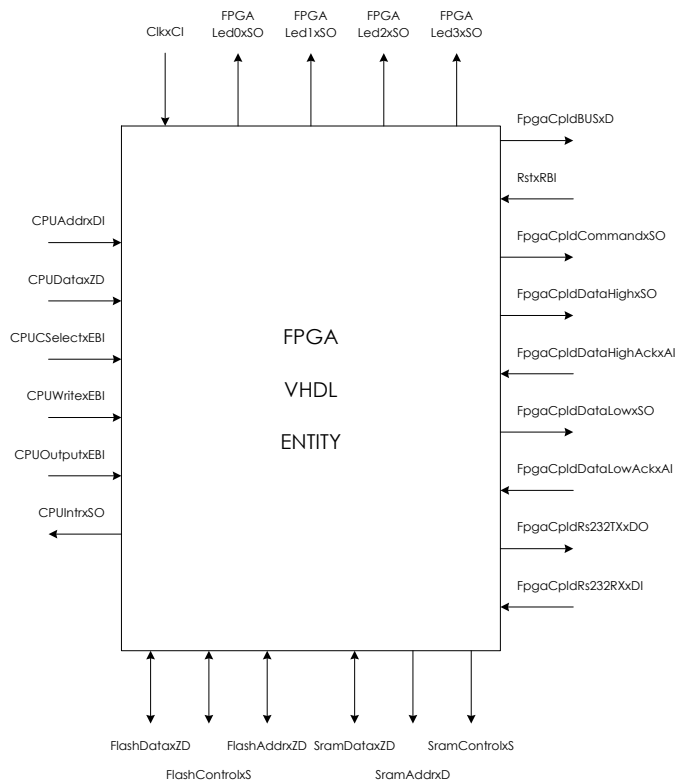 ClkxCI
FPGA
Led0xSO
FPGA
Led1xSO
FPGA
Led2xSO
FPGA
Led3xSO
CPUAddrxDI
CPUDataxZD
CPUCSelectxEBI
CPUWritexEBI
CPUOutputxEBI
CPUIntrxSO
FPGA
VHDL
ENTITY
FpgaCpldBUSxD
RstxRBI
FpgaCpldCommandxSO
FpgaCpldDataHighxSO
FpgaCpldDataHighAckxAI
FpgaCpldDataLowxSO
FpgaCpldDataLowAckxAI
FpgaCpldRs232TXxDO
FpgaCpldRs232RXxDI
FlashDataxZD
FlashControlxS
FlashAddrxZD
SramDataxZD
SramAddrxD
SramControlxS